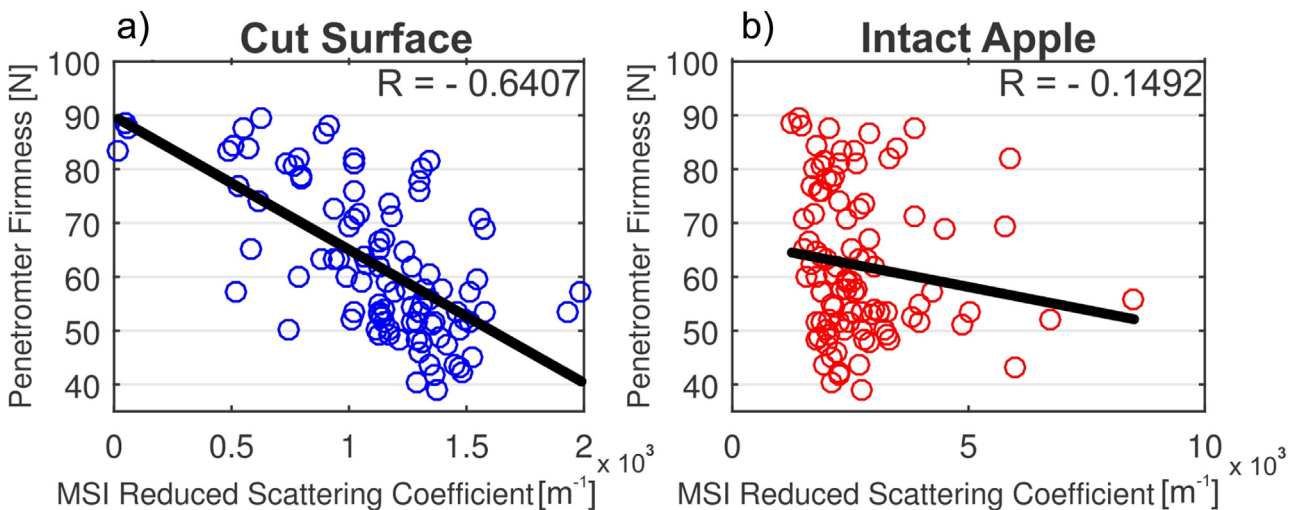 a)
Cut Surface
R = - 0.6407
Penetromter Firmness [N]
100
90
80
70
60
50
40
0
0.5
1
1.5
2
x 10³
MSI Reduced Scattering Coefficient [m⁻¹]
b)
Intact Apple
R = - 0.1492
Penetromter Firmness [N]
100
90
80
70
60
50
40
0
5
10
x 10³
MSI Reduced Scattering Coefficient [m⁻¹]